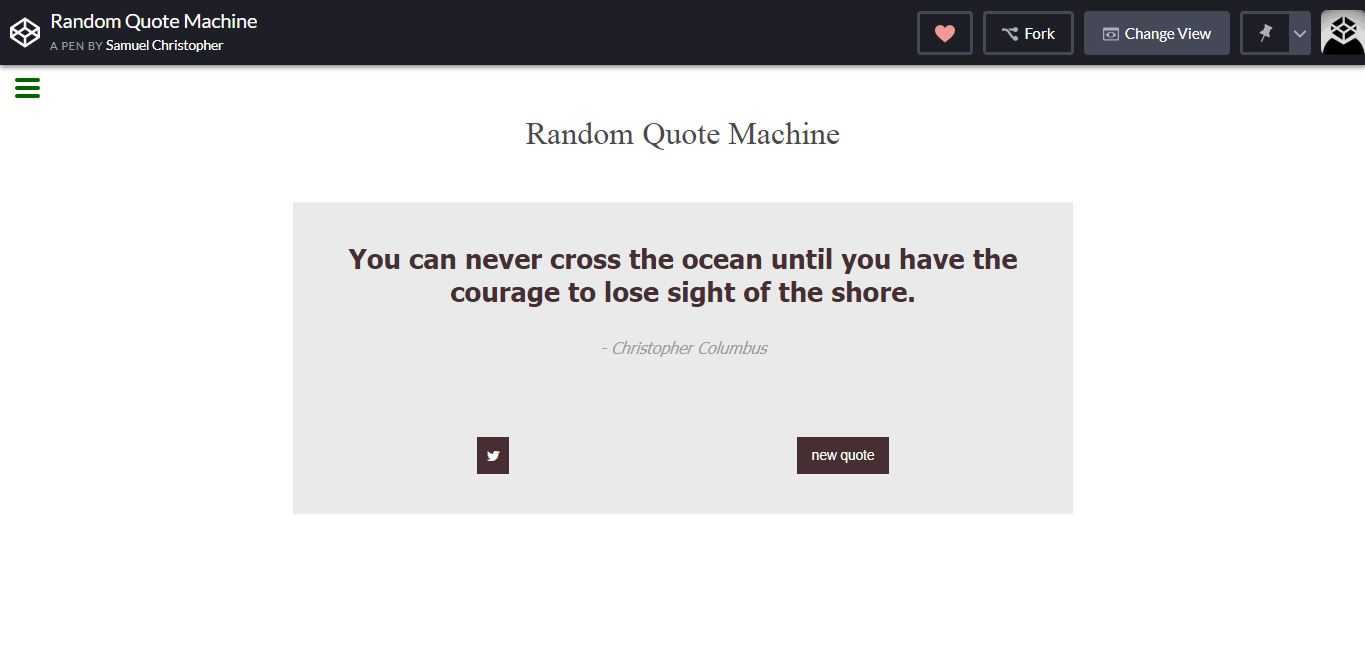 Random Quote Machine
A PEN BY Samuel Christopher
Fork
Change View
Random Quote Machine
You can never cross the ocean until you have the
courage to lose sight of the shore.
- Christopher Columbus
new quote